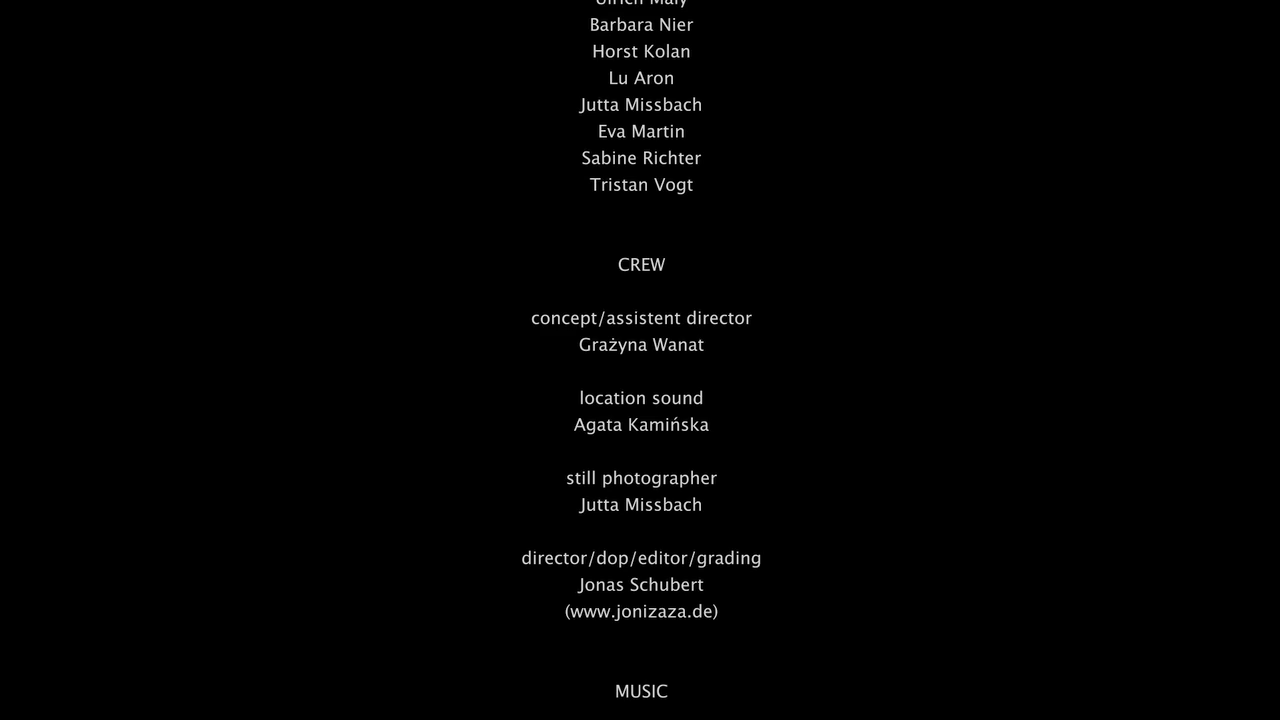 Ulrich Maly
Barbara Nier
Horst Kolan
Lu Aron
Jutta Missbach
Eva Martin
Sabine Richter
Tristan Vogt
CREW
concept/assistent director
Grażyna Wanat
location sound
Agata Kamińska
still photographer
Jutta Missbach
director/dop/editor/grading
Jonas Schubert
(www.jonizaza.de)
MUSIC